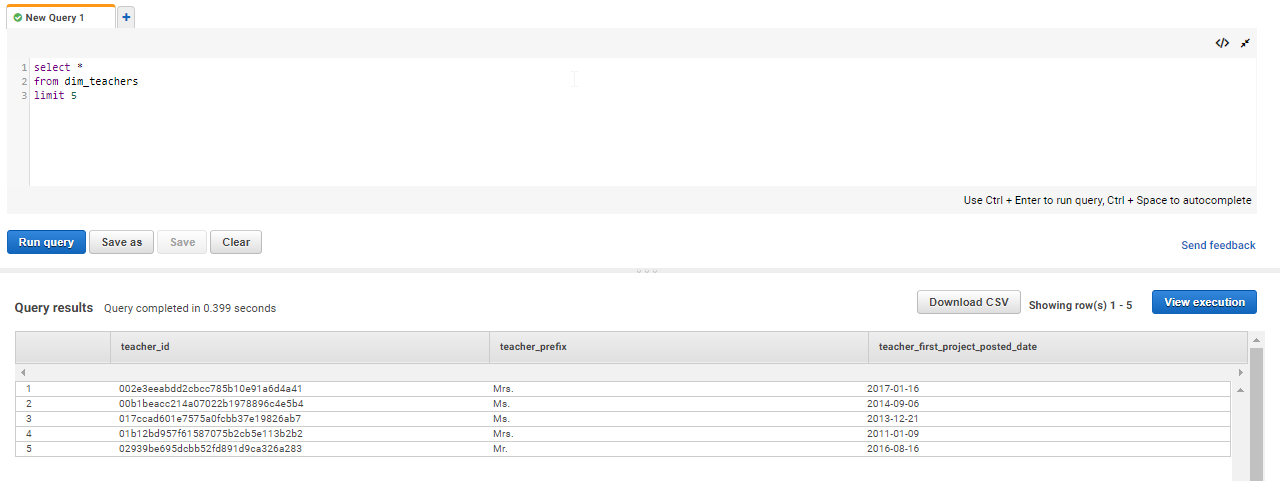 New Query 1
+
</>
1 select *
2 from dim_teachers
3 limit 5
Use Ctrl + Enter to run query, Ctrl + Space to autocomplete
Run query Save as Save Clear
Send feedback
Query results Query completed in 0.399 seconds Download CSV Showing row(s) 1 - 5 View execution
teacher_id teacher_prefix teacher_first_project_posted_date
1 002e3eeabdd2cbcc785b10e91a6d4a41 Mrs. 2017-01-16
2 00b1beacc214a07022b1978896c4e5b4 Ms. 2014-09-06
3 017ccad601e7575a0fcbb37e19826ab7 Ms. 2013-12-21
4 01b12bd957f61587075b2cb5e113b2b2 Mrs. 2011-01-09
5 02939be695dcbb52fd891d9ca326a283 Mr. 2016-08-16